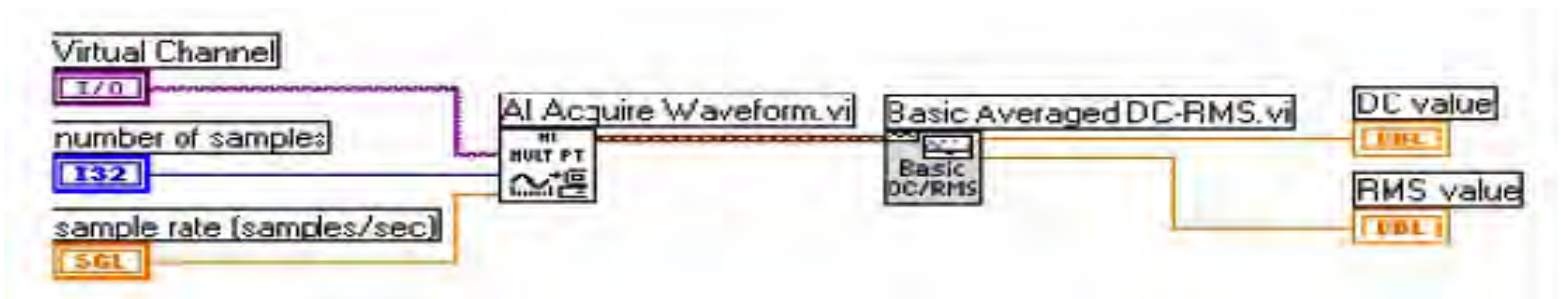 Virtual Channel
I/O
number of samples
I32
sample rate (samples/sec)
SGL
AI Acquire Waveform.vi
MULT PT
Basic Averaged DC-RMS.vi
Basic
DC/RMS
DC value
DBL
RMS value
DBL